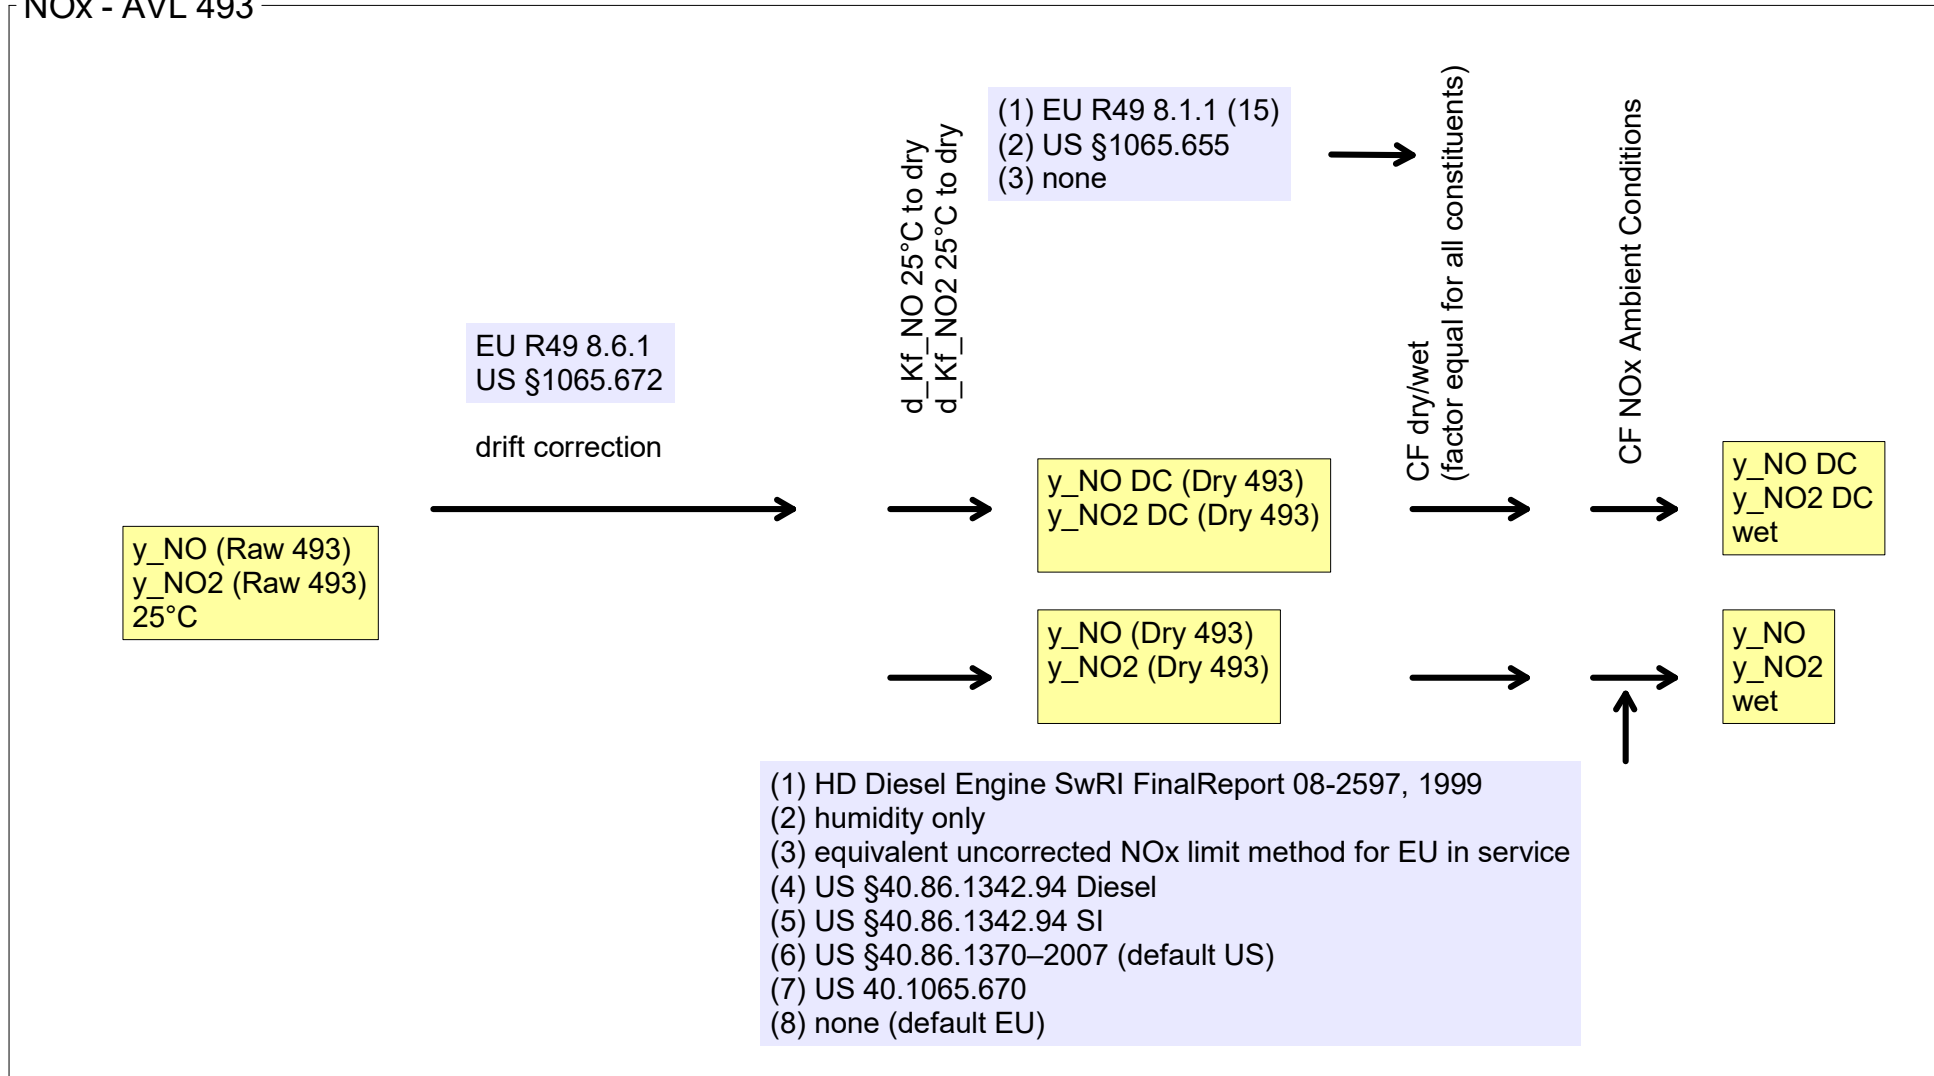 NOx - AVL 493
(1) EU R49 8.1.1 (15)
(2) US §1065.655
(3) none
d_Kf_NO 25°C to dry
d_Kf_NO2 25°C to dry
CF dry/wet
(factor equal for all constituents)
CF NOx Ambient Conditions
EU R49 8.6.1
US §1065.672
drift correction
y_NO (Raw 493)
y_NO2 (Raw 493)
25°C
y_NO DC (Dry 493)
y_NO2 DC (Dry 493)
y_NO DC
y_NO2 DC
wet
y_NO (Dry 493)
y_NO2 (Dry 493)
y_NO
y_NO2
wet
(1) HD Diesel Engine SwRI FinalReport 08-2597, 1999
(2) humidity only
(3) equivalent uncorrected NOx limit method for EU in service
(4) US §40.86.1342.94 Diesel
(5) US §40.86.1342.94 SI
(6) US §40.86.1370–2007 (default US)
(7) US 40.1065.670
(8) none (default EU)